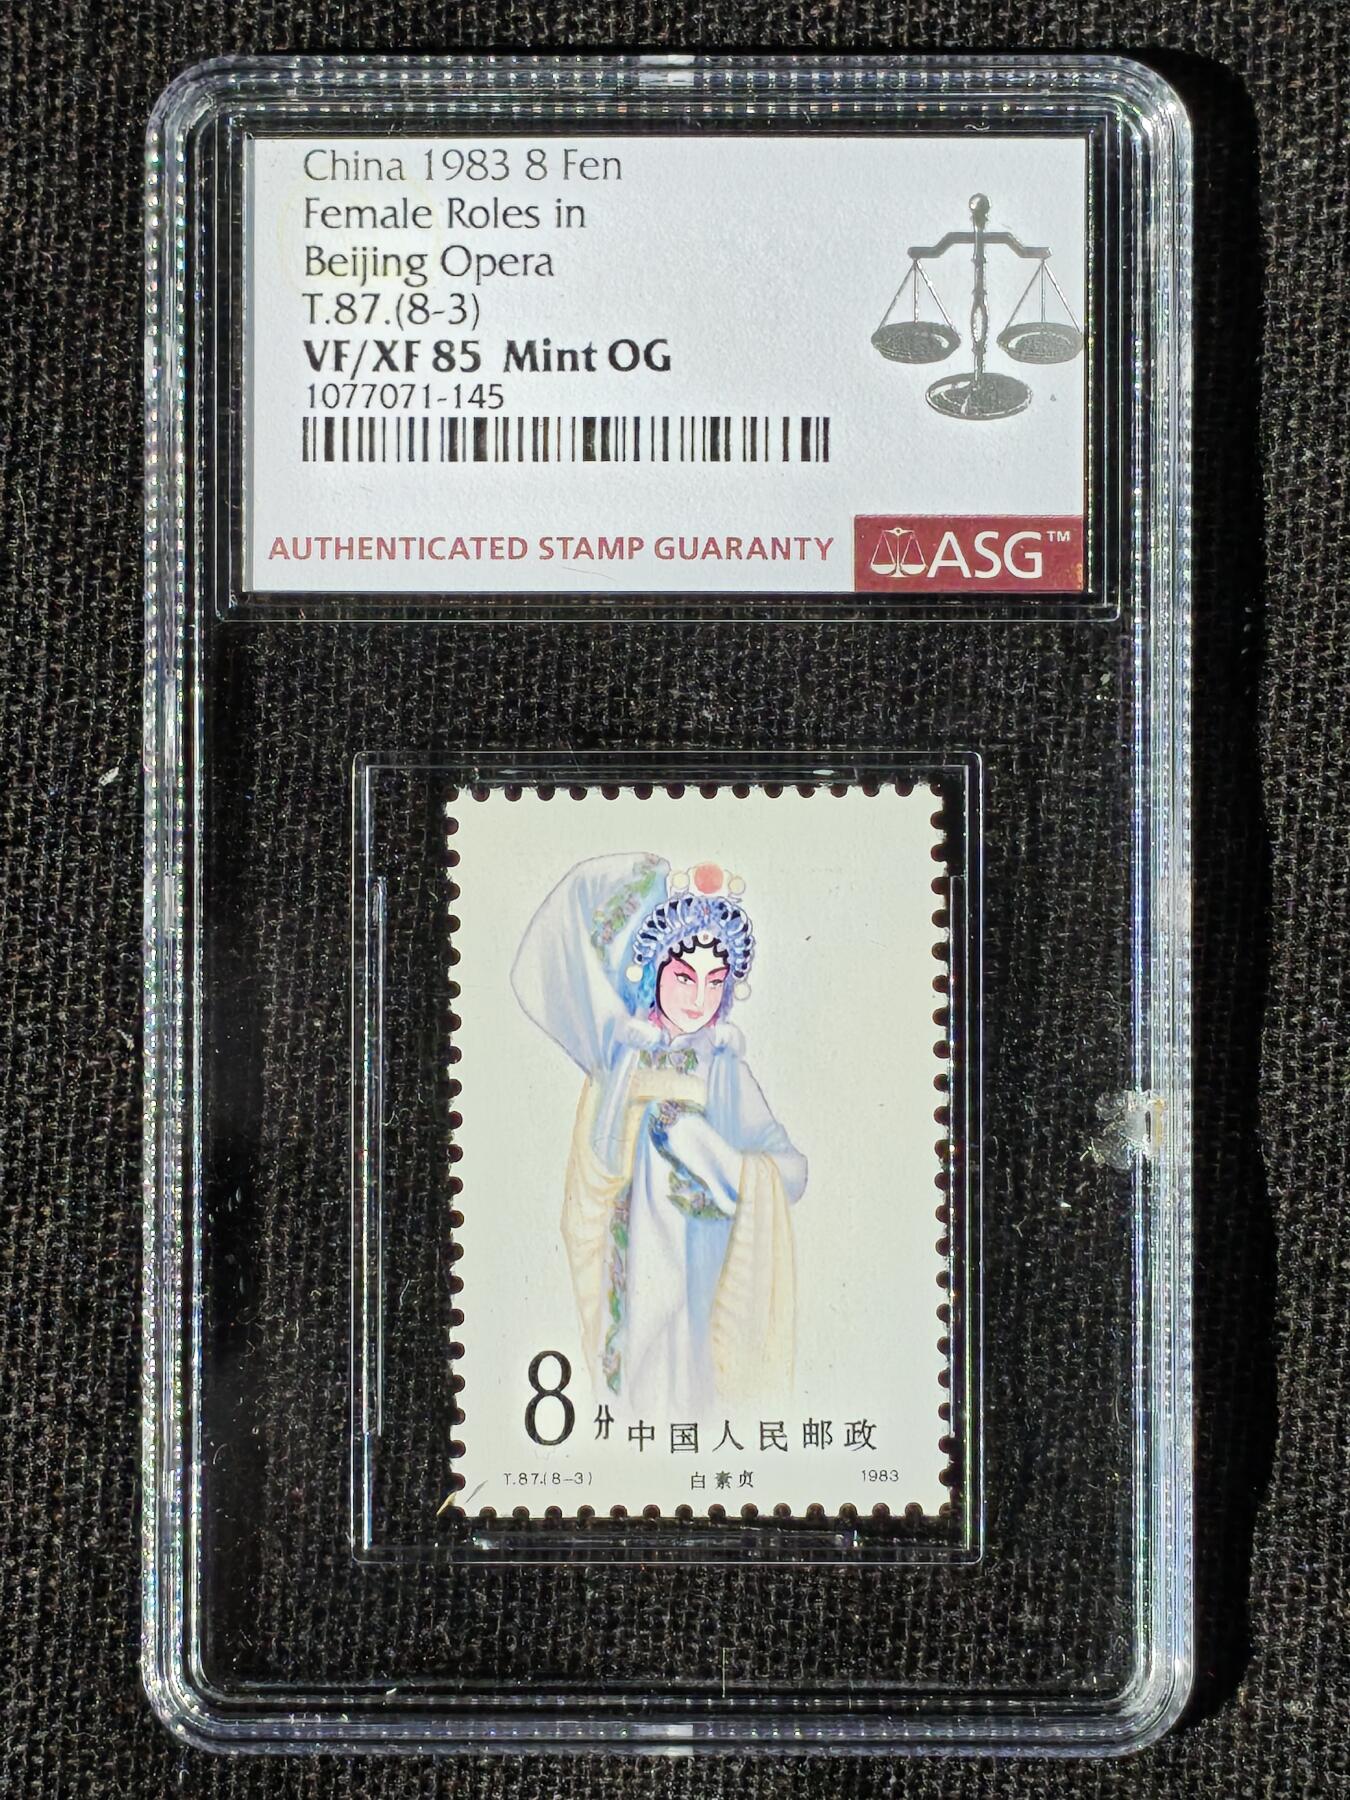 China 1983 8 Fen
Female Roles in
Beijing Opera
T.87.(8-3)
VF/XF 85 Mint OG
1077071-145
AUTHENTICATED STAMP GUARANTY
ASG™
8分 中国人民邮政
T.87.(8-3) 白素贞 1983